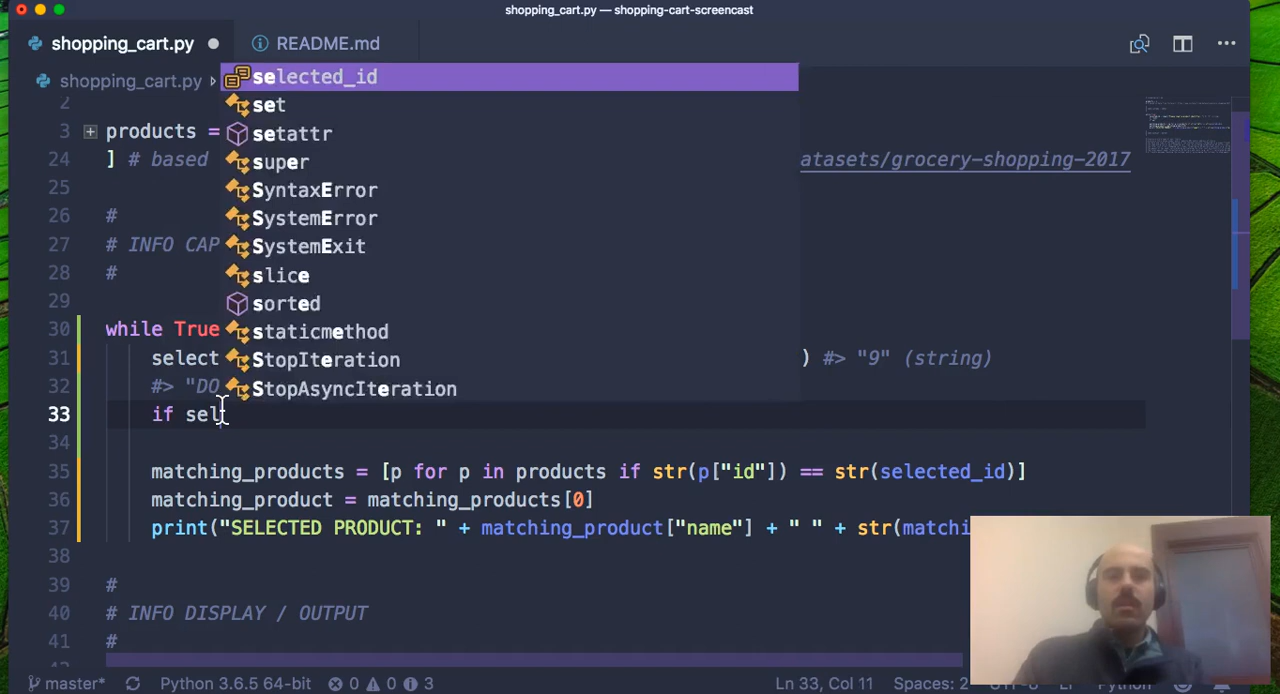 shopping_cart.py — shopping-cart-screencast
shopping_cart.py README.md
shopping_cart.py
selected_id
set
setattr
super
SyntaxError
SystemError
SystemExit
slice
sorted
staticmethod
StopIteration
StopAsyncIteration
2
3 products =
24 ] # based atasets/grocery-shopping-2017
25
26 #
27 # INFO CAP
28 #
29
30 while True
31 select ) #> "9" (string)
32 #> "DO
33 if sel
34
35 matching_products = [p for p in products if str(p["id"]) == str(selected_id)]
36 matching_product = matching_products[0]
37 print("SELECTED PRODUCT: " + matching_product["name"] + " " + str(matchi
38
39 #
40 # INFO DISPLAY / OUTPUT
41 #
master* Python 3.6.5 64-bit 0 0 3 Ln 33, Col 11 Spaces: 2 UTF-8 LF Python